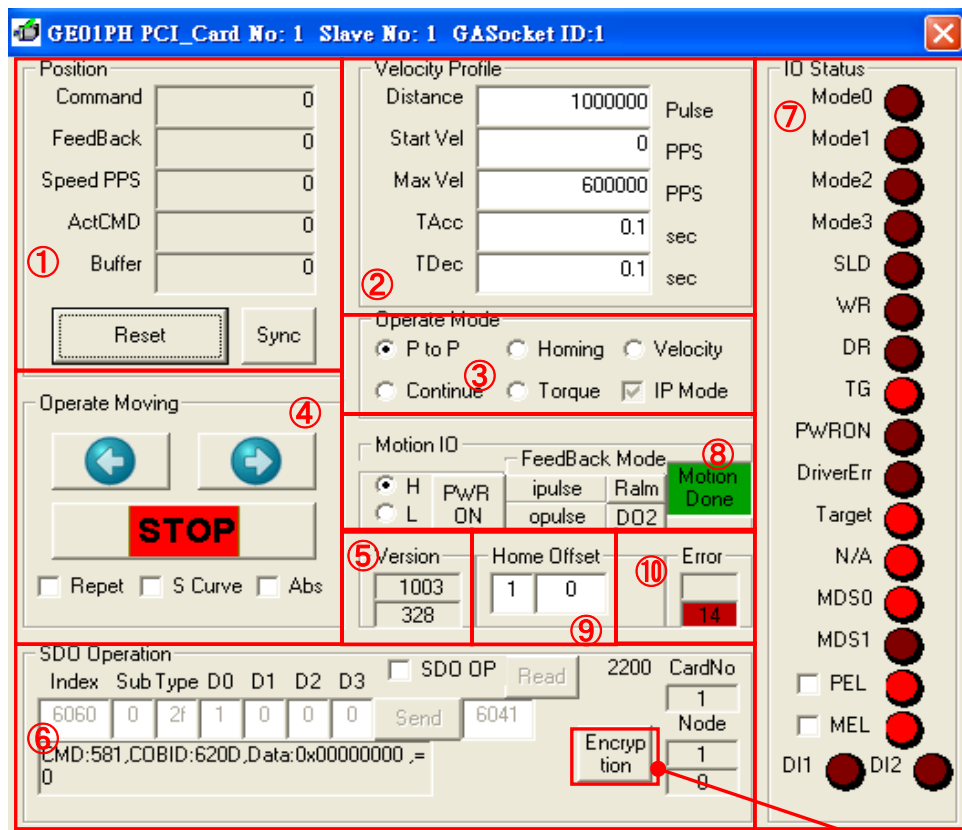 GE01PH PCI_Card No: 1 Slave No: 1 GASocket ID:1
Position
Command 0
FeedBack 0
Speed PPS 0
ActCMD 0
Buffer 0
①
Reset Sync
Velocity Profile
Distance 1000000 Pulse
Start Vel 0 PPS
Max Vel 600000 PPS
TAcc 0.1 sec
TDec 0.1 sec
②
Operate Mode
P to P Homing Velocity
Continue Torque IP Mode
③
Operate Moving
④
STOP
Repet S Curve Abs
Motion IO
H
L
PWR ON
FeedBack Mode
ipulse Ralm
opulse DO2
⑧
Motion Done
⑤
Version
1003
328
Home Offset
1 0
⑨
⑩
Error
14
SDO Operation
SDO OP Read 2200 CardNo
Index Sub Type D0 D1 D2 D3
1
6060 0 2f 1 0 0 0 Send 6041
Node
⑥
CMD:581,COBID:620D,Data:0x00000000 ,=
0
Encryp
tion
1
0
IO Status
⑦
Mode0
Mode1
Mode2
Mode3
SLD
WR
DR
TG
PWRON
DriverErr
Target
N/A
MDS0
MDS1
PEL
MEL
DI1 DI2